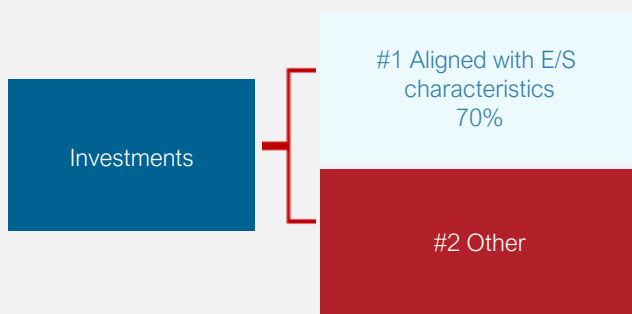 Investments
#1 Aligned with E/S
characteristics
70%
#2 Other